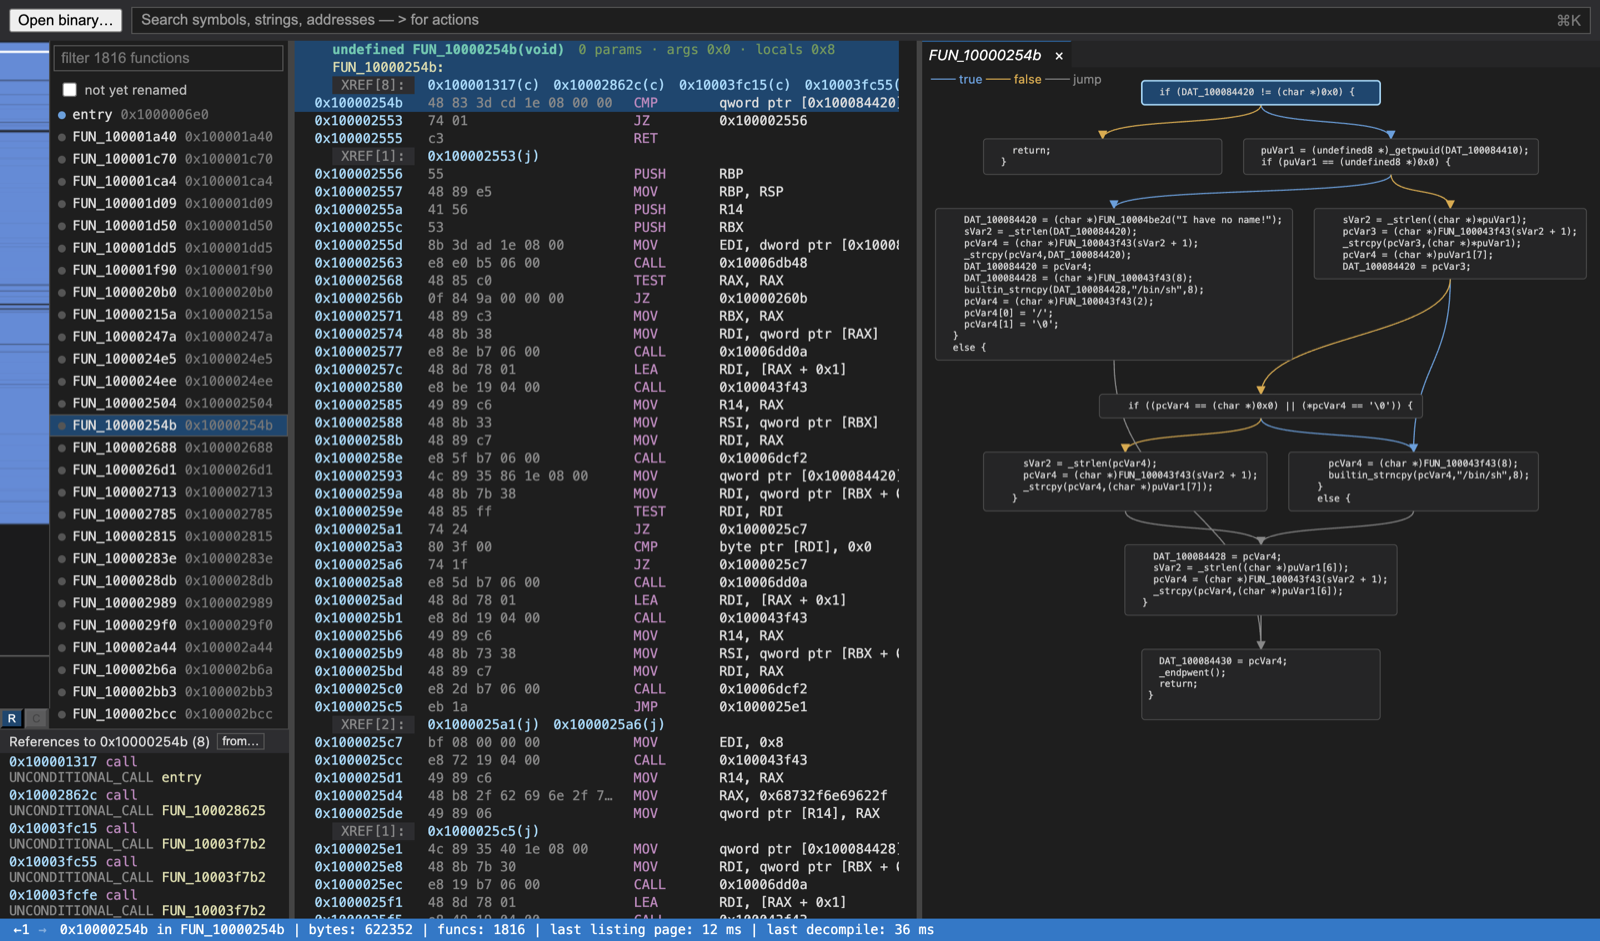 Open binary...
Search symbols, strings, addresses — > for actions
⌘K
filter 1816 functions
not yet renamed
entry 0x1000006e0
FUN_100001a40 0x100001a40
FUN_100001c70 0x100001c70
FUN_100001ca4 0x100001ca4
FUN_100001d09 0x100001d09
FUN_100001d50 0x100001d50
FUN_100001dd5 0x100001dd5
FUN_100001f90 0x100001f90
FUN_1000020b0 0x1000020b0
FUN_10000215a 0x10000215a
FUN_10000247a 0x10000247a
FUN_1000024e5 0x1000024e5
FUN_1000024ee 0x1000024ee
FUN_100002504 0x100002504
FUN_10000254b 0x10000254b
FUN_100002688 0x100002688
FUN_1000026d1 0x1000026d1
FUN_100002713 0x100002713
FUN_100002785 0x100002785
FUN_100002815 0x100002815
FUN_10000283e 0x10000283e
FUN_1000028db 0x1000028db
FUN_100002989 0x100002989
FUN_1000029f0 0x1000029f0
FUN_100002a44 0x100002a44
FUN_100002b6a 0x100002b6a
FUN_100002bb3 0x100002bb3
FUN_100002bcc 0x100002bcc
R C
References to 0x10000254b (8) from...
0x100001317 call
UNCONDITIONAL_CALL entry
0x10002862c call
UNCONDITIONAL_CALL FUN_100028625
0x10003fc15 call
UNCONDITIONAL_CALL FUN_10003f7b2
0x10003fc55 call
UNCONDITIONAL_CALL FUN_10003f7b2
0x10003fcfe call
UNCONDITIONAL_CALL FUN_10003f7b2
undefined FUN_10000254b(void) 0 params · args 0x0 · locals 0x8
FUN_10000254b:
XREF[8]: 0x100001317(c) 0x10002862c(c) 0x10003fc15(c) 0x10003fc55(
0x10000254b 48 83 3d cd 1e 08 00 00 CMP qword ptr [0x100084420]
0x100002553 74 01 JZ 0x100002556
0x100002555 c3 RET
XREF[1]: 0x100002553(j)
0x100002556 55 PUSH RBP
0x100002557 48 89 e5 MOV RBP, RSP
0x10000255a 41 56 PUSH R14
0x10000255c 53 PUSH RBX
0x10000255d 8b 3d ad 1e 08 00 MOV EDI, dword ptr [0x10008
0x100002563 e8 e0 b5 06 00 CALL 0x10006db48
0x100002568 48 85 c0 TEST RAX, RAX
0x10000256b 0f 84 9a 00 00 00 JZ 0x10000260b
0x100002571 48 89 c3 MOV RBX, RAX
0x100002574 48 8b 38 MOV RDI, qword ptr [RAX]
0x100002577 e8 8e b7 06 00 CALL 0x10006dd0a
0x10000257c 48 8d 78 01 LEA RDI, [RAX + 0x1]
0x100002580 e8 be 19 04 00 CALL 0x100043f43
0x100002585 49 89 c6 MOV R14, RAX
0x100002588 48 8b 33 MOV RSI, qword ptr [RBX]
0x10000258b 48 89 c7 MOV RDI, RAX
0x10000258e e8 5f b7 06 00 CALL 0x10006dcf2
0x100002593 4c 89 35 86 1e 08 00 MOV qword ptr [0x100084420]
0x10000259a 48 8b 7b 38 MOV RDI, qword ptr [RBX +
0x10000259e 48 85 ff TEST RDI, RDI
0x1000025a1 74 24 JZ 0x1000025c7
0x1000025a3 80 3f 00 CMP byte ptr [RDI], 0x0
0x1000025a6 74 1f JZ 0x1000025c7
0x1000025a8 e8 5d b7 06 00 CALL 0x10006dd0a
0x1000025ad 48 8d 78 01 LEA RDI, [RAX + 0x1]
0x1000025b1 e8 8d 19 04 00 CALL 0x100043f43
0x1000025b6 49 89 c6 MOV R14, RAX
0x1000025b9 48 8b 73 38 MOV RSI, qword ptr [RBX +
0x1000025bd 48 89 c7 MOV RDI, RAX
0x1000025c0 e8 2d b7 06 00 CALL 0x10006dcf2
0x1000025c5 eb 1a JMP 0x1000025e1
XREF[2]: 0x1000025a1(j) 0x1000025a6(j)
0x1000025c7 bf 08 00 00 00 MOV EDI, 0x8
0x1000025cc e8 72 19 04 00 CALL 0x100043f43
0x1000025d1 49 89 c6 MOV R14, RAX
0x1000025d4 48 b8 2f 62 69 6e 2f 7... MOV RAX, 0x68732f6e69622f
0x1000025de 49 89 06 MOV qword ptr [R14], RAX
XREF[1]: 0x1000025c5(j)
0x1000025e1 4c 89 35 40 1e 08 00 MOV qword ptr [0x100084428]
0x1000025e8 48 8b 7b 30 MOV RDI, qword ptr [RBX +
0x1000025ec e8 19 b7 06 00 CALL 0x10006dd0a
0x1000025f1 48 8d 78 01 LEA RDI, [RAX + 0x1]
FUN_10000254b ×
true false jump
if (DAT_100084420 != (char *)0x0) {
return;
}
puVar1 = (undefined8 *)_getpwuid(DAT_100084410);
if (puVar1 == (undefined8 *)0x0) {
DAT_100084420 = (char *)FUN_10004be2d("I have no name!");
sVar2 = _strlen(DAT_100084420);
pcVar4 = (char *)FUN_100043f43(sVar2 + 1);
_strcpy(pcVar4,DAT_100084420);
DAT_100084420 = pcVar4;
DAT_100084428 = (char *)FUN_100043f43(8);
builtin_strncpy(DAT_100084428,"/bin/sh",8);
pcVar4 = (char *)FUN_100043f43(2);
pcVar4[0] = '/';
pcVar4[1] = '\0';
}
else {
sVar2 = _strlen((char *)*puVar1);
pcVar3 = (char *)FUN_100043f43(sVar2 + 1);
_strcpy(pcVar3,(char *)*puVar1);
pcVar4 = (char *)puVar1[7];
DAT_100084420 = pcVar3;
if ((pcVar4 == (char *)0x0) || (*pcVar4 == '\0')) {
sVar2 = _strlen(pcVar4);
pcVar4 = (char *)FUN_100043f43(sVar2 + 1);
_strcpy(pcVar4,(char *)puVar1[7]);
}
pcVar4 = (char *)FUN_100043f43(8);
builtin_strncpy(pcVar4,"/bin/sh",8);
}
else {
DAT_100084428 = pcVar4;
sVar2 = _strlen((char *)puVar1[6]);
pcVar4 = (char *)FUN_100043f43(sVar2 + 1);
_strcpy(pcVar4,(char *)puVar1[6]);
}
DAT_100084430 = pcVar4;
_endpwent();
return;
}
←1 → 0x10000254b in FUN_10000254b | bytes: 622352 | funcs: 1816 | last listing page: 12 ms | last decompile: 36 ms